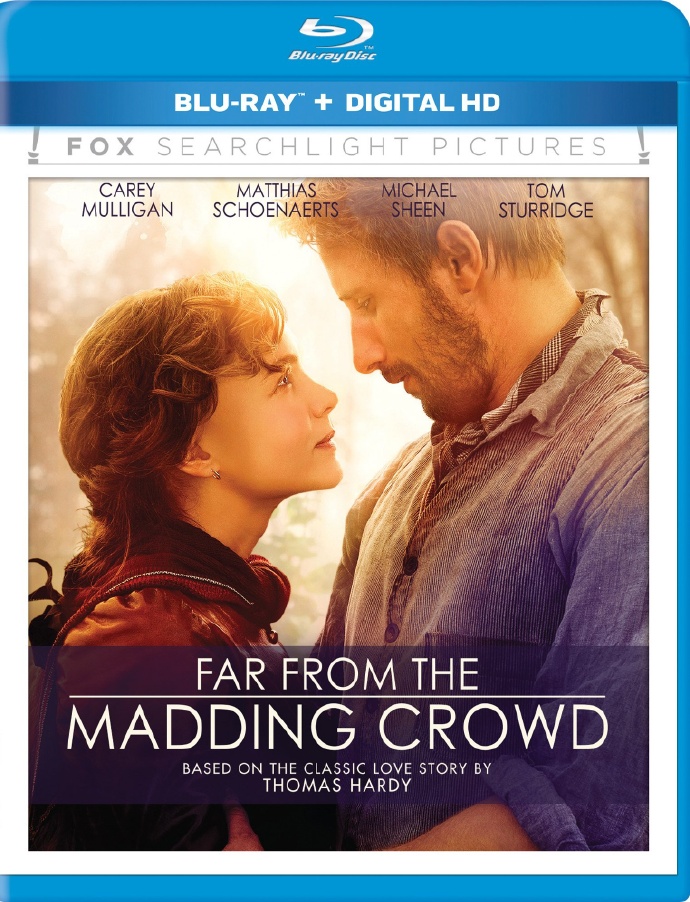 Blu-ray Disc™
BLU-RAY™ + DIGITAL HD
FOX SEARCHLIGHT PICTURES
CAREY MULLIGAN
MATTHIAS SCHOENAERTS
MICHAEL SHEEN
TOM STURRIDGE
FAR FROM THE
MADDING CROWD
BASED ON THE CLASSIC LOVE STORY BY
THOMAS HARDY